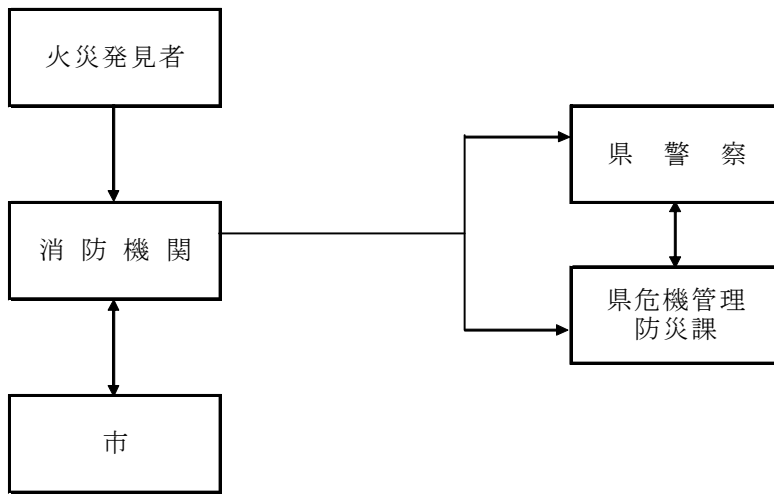 火災発見者
県警察
消防機関
県危機管理
防災課
市